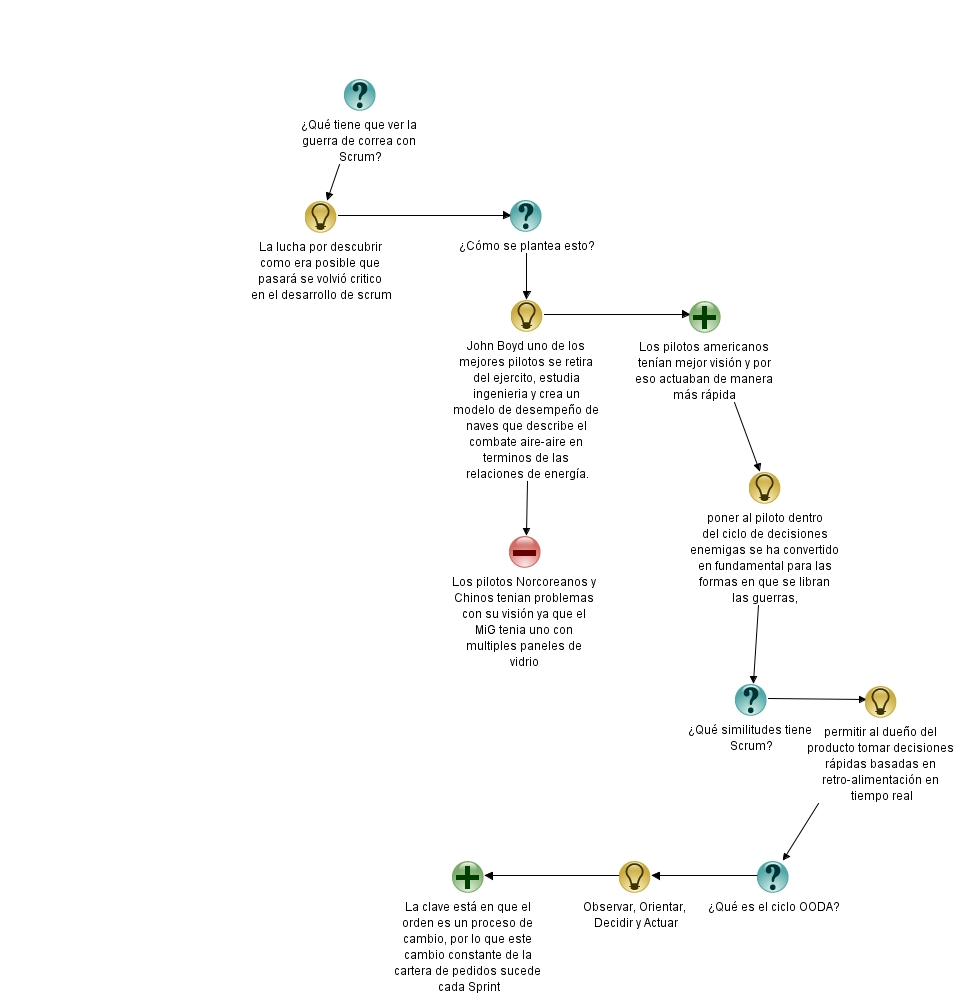 ¿Qué tiene que ver la
guerra de correa con
Scrum?
La lucha por descubrir
como era posible que
pasará se volvió critico
en el desarrollo de scrum
¿Cómo se plantea esto?
John Boyd uno de los
mejores pilotos se retira
del ejercito, estudia
ingenieria y crea un
modelo de desempeño de
naves que describe el
combate aire-aire en
terminos de las
relaciones de energía.
Los pilotos americanos
tenían mejor visión y por
eso actuaban de manera
más rápida
Los pilotos Norcoreanos y
Chinos tenian problemas
con su visión ya que el
MiG tenia uno con
multiples paneles de
vidrio
poner al piloto dentro
del ciclo de decisiones
enemigas se ha convertido
en fundamental para las
formas en que se libran
las guerras,
¿Qué similitudes tiene
Scrum?
permitir al dueño del
producto tomar decisiones
rápidas basadas en
retro-alimentación en
tiempo real
¿Qué es el ciclo OODA?
Observar, Orientar,
Decidir y Actuar
La clave está en que el
orden es un proceso de
cambio, por lo que este
cambio constante de la
cartera de pedidos sucede
cada Sprint